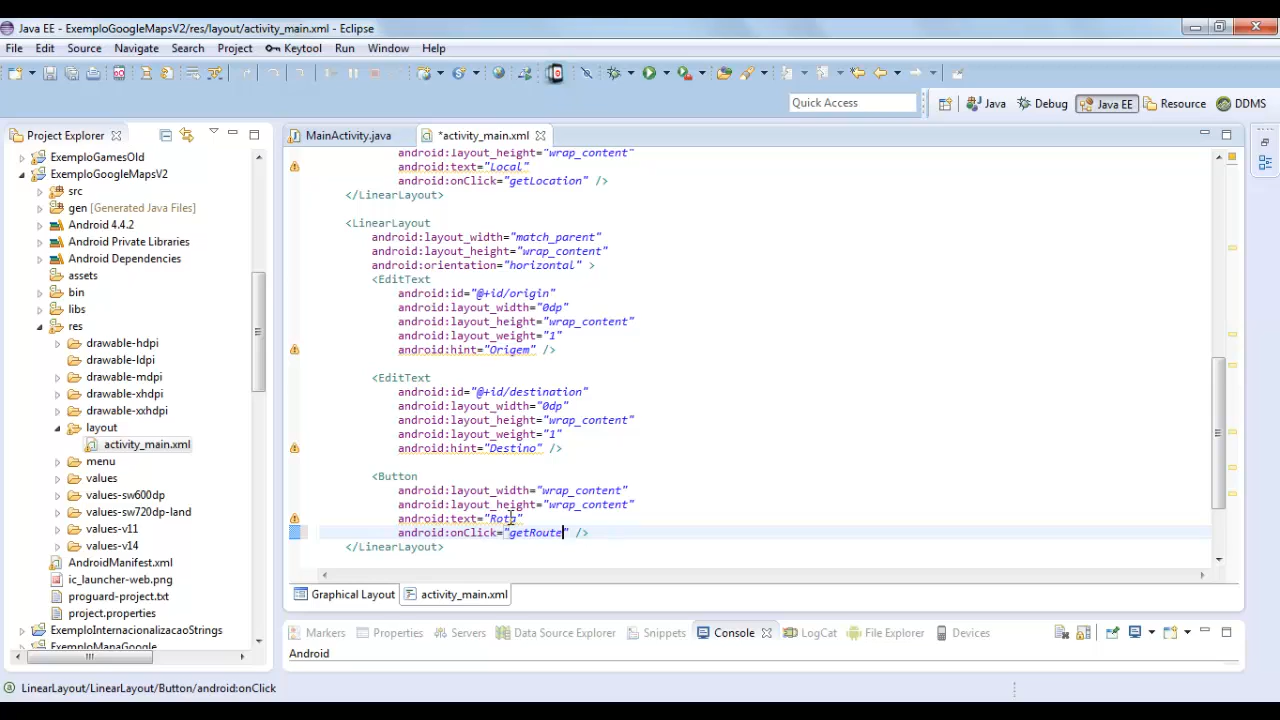 Java EE - ExemploGoogleMapsV2/res/layout/activity_main.xml - Eclipse
File Edit Source Navigate Search Project Keytool Run Window Help
Quick Access Java Debug Java EE Resource DDMS
Project Explorer
ExemploGamesOld
ExemploGoogleMapsV2
src
gen [Generated Java Files]
Android 4.4.2
Android Private Libraries
Android Dependencies
assets
bin
libs
res
drawable-hdpi
drawable-ldpi
drawable-mdpi
drawable-xhdpi
drawable-xxhdpi
layout
activity_main.xml
menu
values
values-sw600dp
values-sw720dp-land
values-v11
values-v14
AndroidManifest.xml
ic_launcher-web.png
proguard-project.txt
project.properties
ExemploInternacionalizacaoStrings
ExemploMapaGoogle
MainActivity.java *activity_main.xml
android:layout_height="wrap_content"
android:text="Local"
android:onClick="getLocation" />
</LinearLayout>
<LinearLayout
android:layout_width="match_parent"
android:layout_height="wrap_content"
android:orientation="horizontal" >
<EditText
android:id="@+id/origin"
android:layout_width="0dp"
android:layout_height="wrap_content"
android:layout_weight="1"
android:hint="Origem" />
<EditText
android:id="@+id/destination"
android:layout_width="0dp"
android:layout_height="wrap_content"
android:layout_weight="1"
android:hint="Destino" />
<Button
android:layout_width="wrap_content"
android:layout_height="wrap_content"
android:onClick="getRoute" />
</LinearLayout>
Graphical Layout activity_main.xml
Markers Properties Servers Data Source Explorer Snippets Console LogCat File Explorer Devices
Android
LinearLayout/LinearLayout/Button/android:onClick